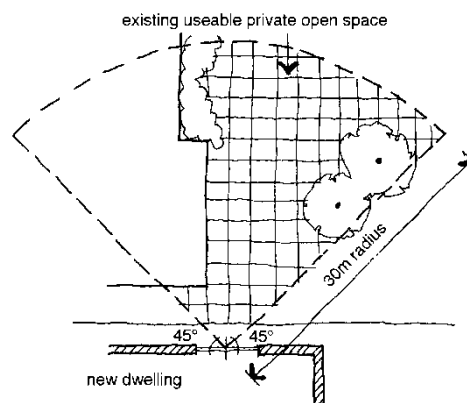 existing useable private open space
30m radius
45° 45°
new dwelling